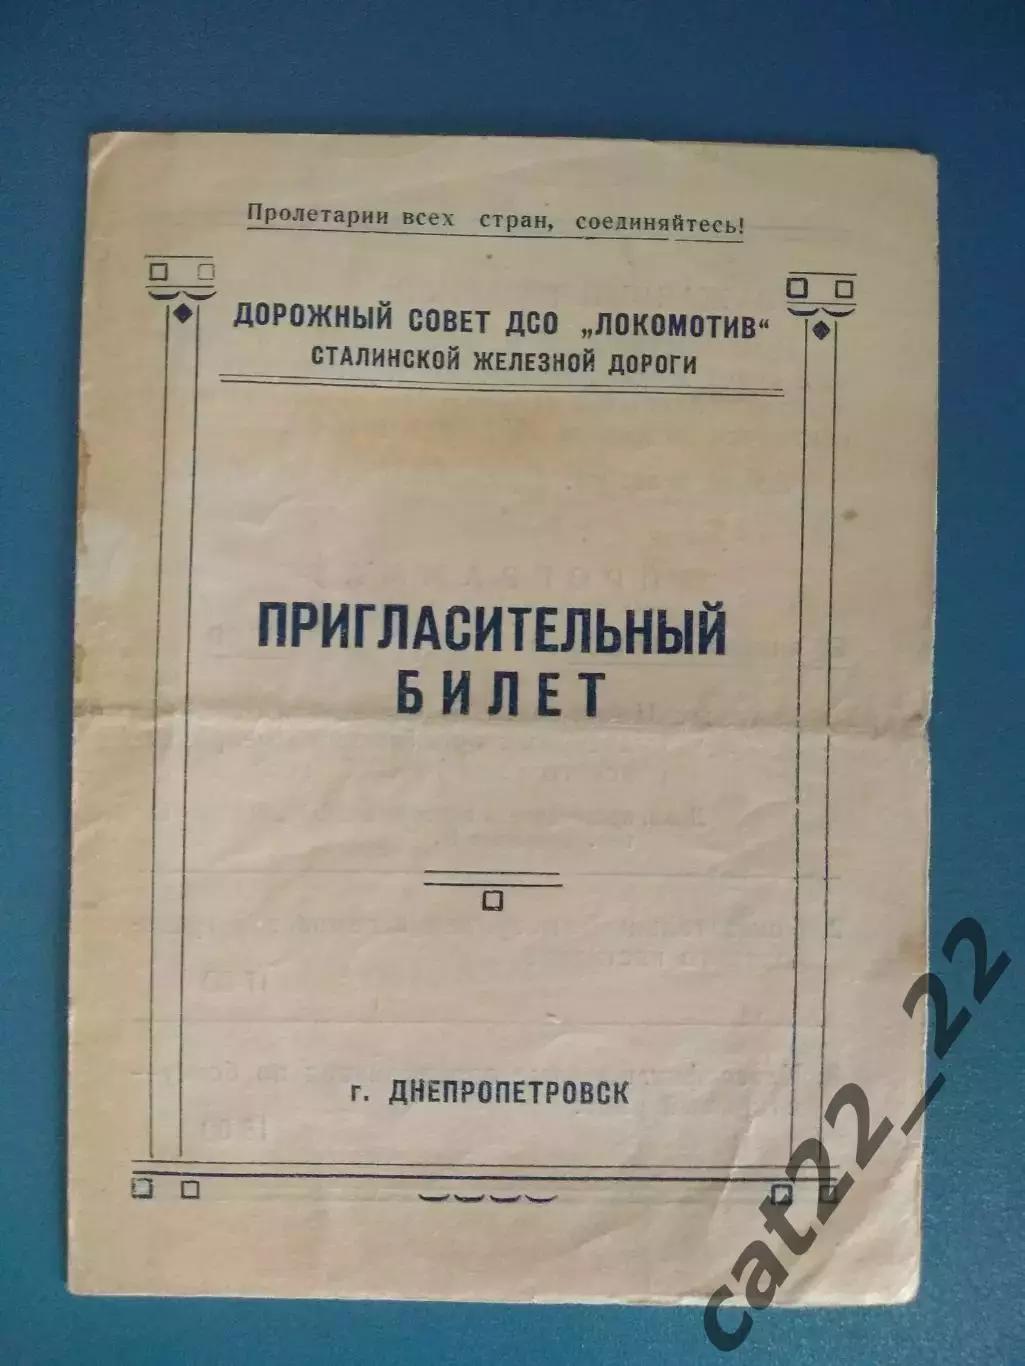 Пролетарии всех стран, соединяйтесь!
ДОРОЖНЫЙ СОВЕТ ДСО „ЛОКОМОТИВ“
СТАЛИНСКОЙ ЖЕЛЕЗНОЙ ДОРОГИ
ПРИГЛАСИТЕЛЬНЫЙ
БИЛЕТ
г. ДНЕПРОПЕТРОВСК
cat22_22